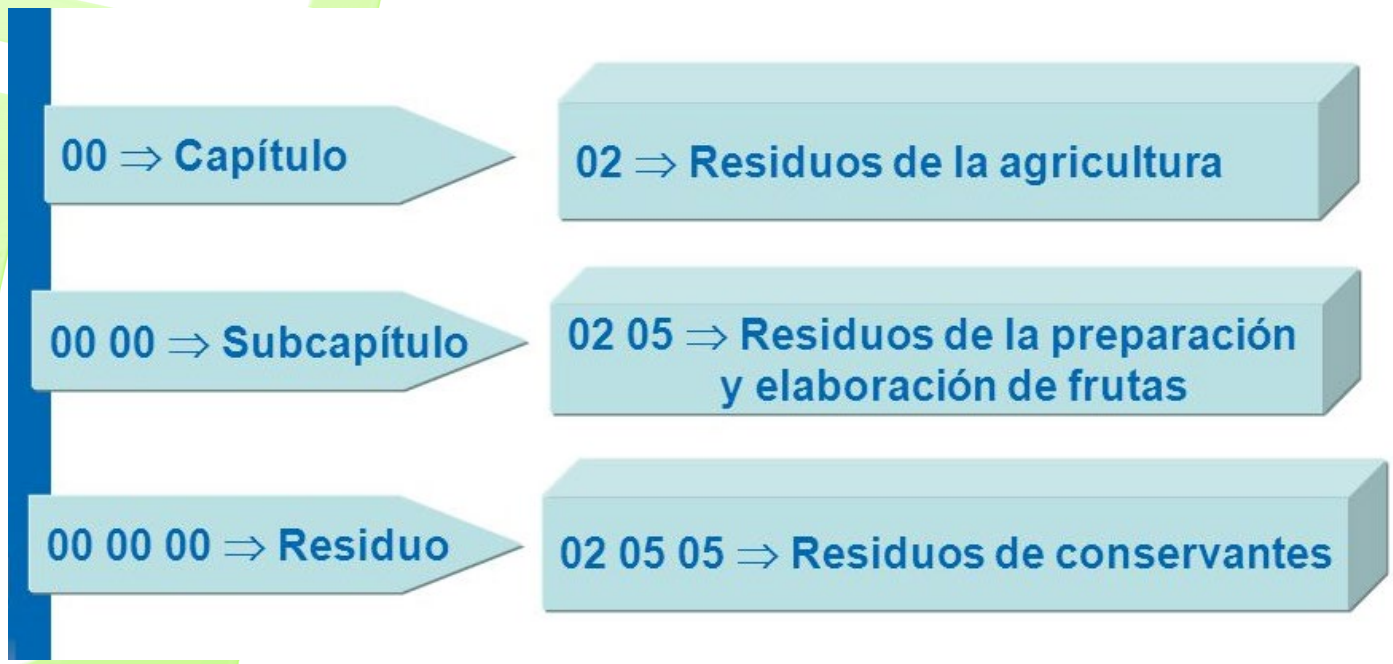 00 ⇒ Capítulo
02 ⇒ Residuos de la agricultura
00 00 ⇒ Subcapítulo
02 05 ⇒ Residuos de la preparación
y elaboración de frutas
00 00 00 ⇒ Residuo
02 05 05 ⇒ Residuos de conservantes